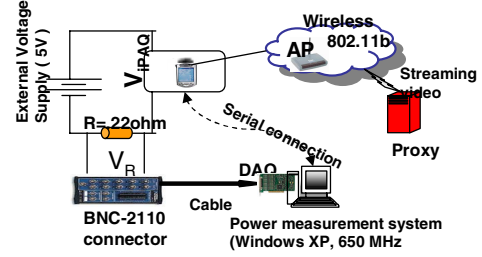 External Voltage
Supply ( 5V)
V iPAQ
Wireless
802.11b
AP
Streaming
video
Proxy
R=.22ohm
Serial connection
V R
DAQ
BNC-2110
connector
Cable
Power measurement system
(Windows XP, 650 MHz